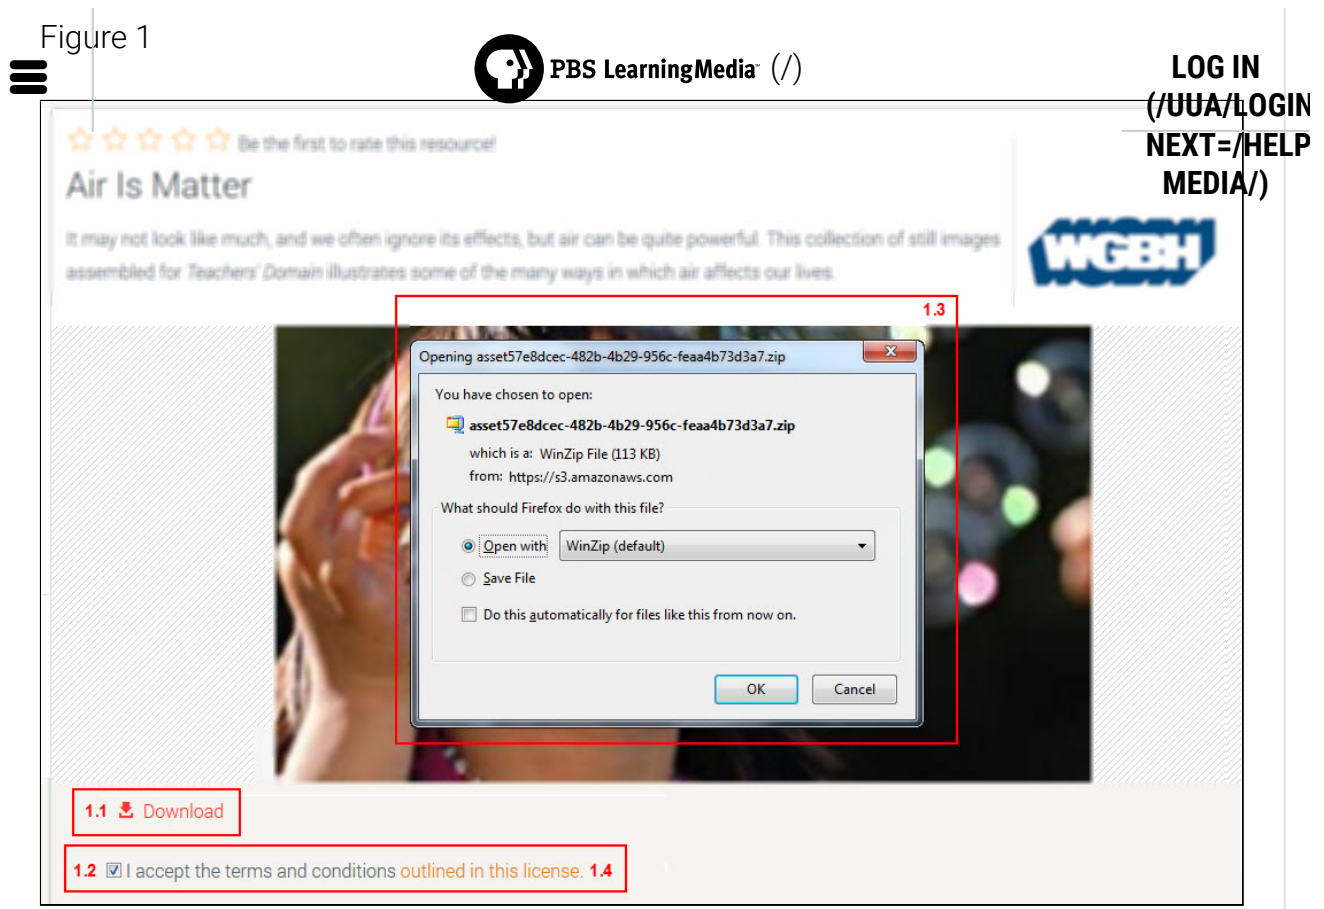 Figure 1
PBS LearningMedia (/)
LOG IN
(/UUA/LOGIN
NEXT=/HELP
MEDIA/)
Be the first to rate this resource!
Air Is Matter
It may not look like much, and we often ignore its effects, but air can be quite powerful. This collection of still images
assembled for Teachers' Domain illustrates some of the many ways in which air affects our lives.
WGBH
1.3
Opening asset57e8dcec-482b-4b29-956c-feaa4b73d3a7.zip
You have chosen to open:
asset57e8dcec-482b-4b29-956c-feaa4b73d3a7.zip
which is a: WinZip File (113 KB)
from: https://s3.amazonaws.com
What should Firefox do with this file?
Open with WinZip (default)
Save File
Do this automatically for files like this from now on.
OK Cancel
1.1 Download
1.2 I accept the terms and conditions outlined in this license. 1.4